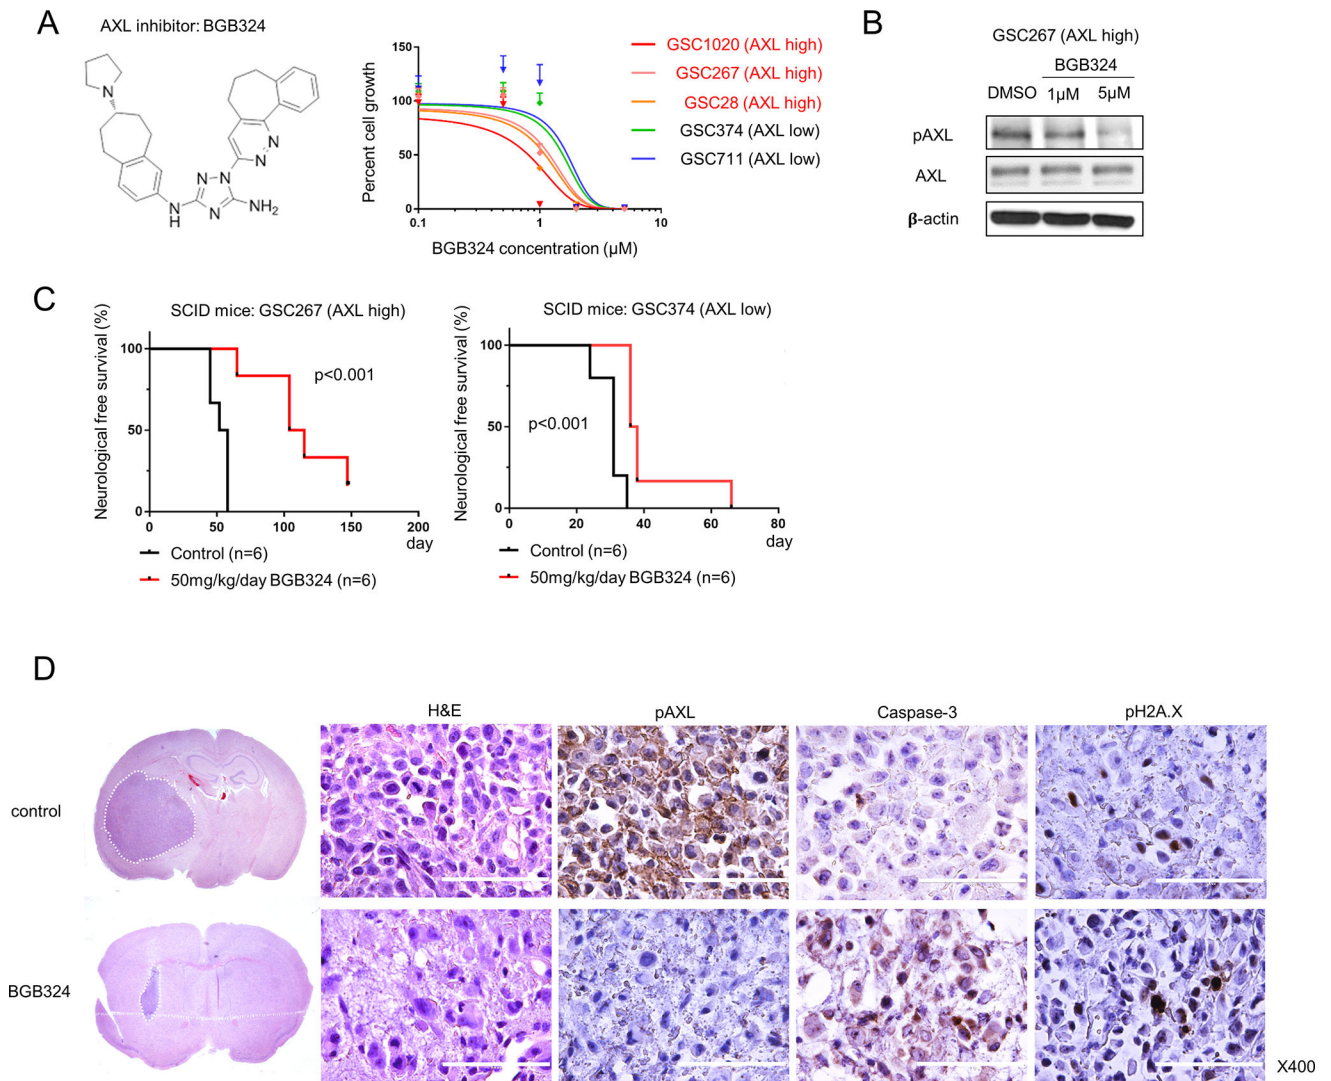 A
AXL inhibitor: BGB324
N
N
H
N
N
N
N
N
N
NH2
Percent cell growth
150
100
50
0
0.1
1
10
BGB324 concentration (µM)
GSC1020 (AXL high)
GSC267 (AXL high)
GSC28 (AXL high)
GSC374 (AXL low)
GSC711 (AXL low)
B
GSC267 (AXL high)
BGB324
DMSO 1µM 5µM
pAXL
AXL
β-actin
C
SCID mice: GSC267 (AXL high)
Neurological free survival (%)
100
50
0
p<0.001
0 50 100 150 200
day
Control (n=6)
50mg/kg/day BGB324 (n=6)
SCID mice: GSC374 (AXL low)
Neurological free survival (%)
100
50
0
p<0.001
0 20 40 60 80
day
Control (n=6)
50mg/kg/day BGB324 (n=6)
D
H&E pAXL Caspase-3 pH2A.X
control
BGB324
X400